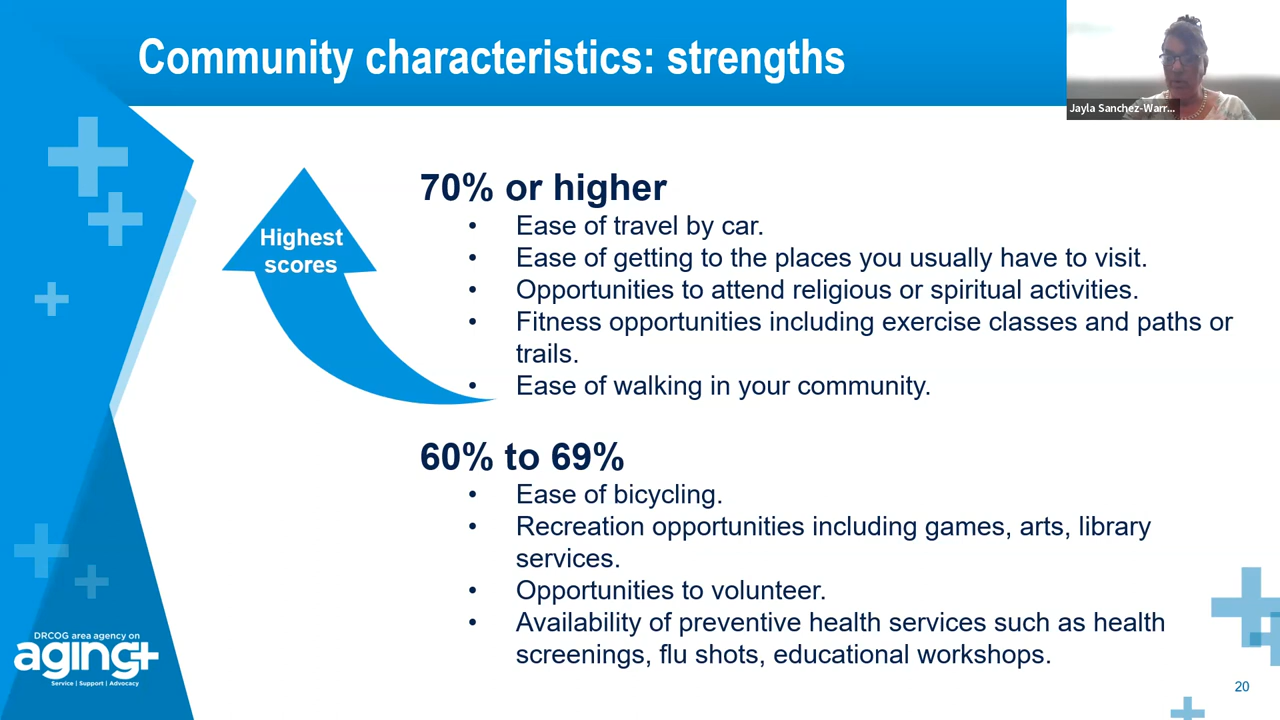 Community characteristics: strengths
Jayla Sanchez-Warr...
Highest
scores
70% or higher
• Ease of travel by car.
• Ease of getting to the places you usually have to visit.
• Opportunities to attend religious or spiritual activities.
• Fitness opportunities including exercise classes and paths or
trails.
• Ease of walking in your community.
60% to 69%
• Ease of bicycling.
• Recreation opportunities including games, arts, library
services.
• Opportunities to volunteer.
• Availability of preventive health services such as health
screenings, flu shots, educational workshops.
DRCOG area agency on
aging+
Service | Support | Advocacy
20